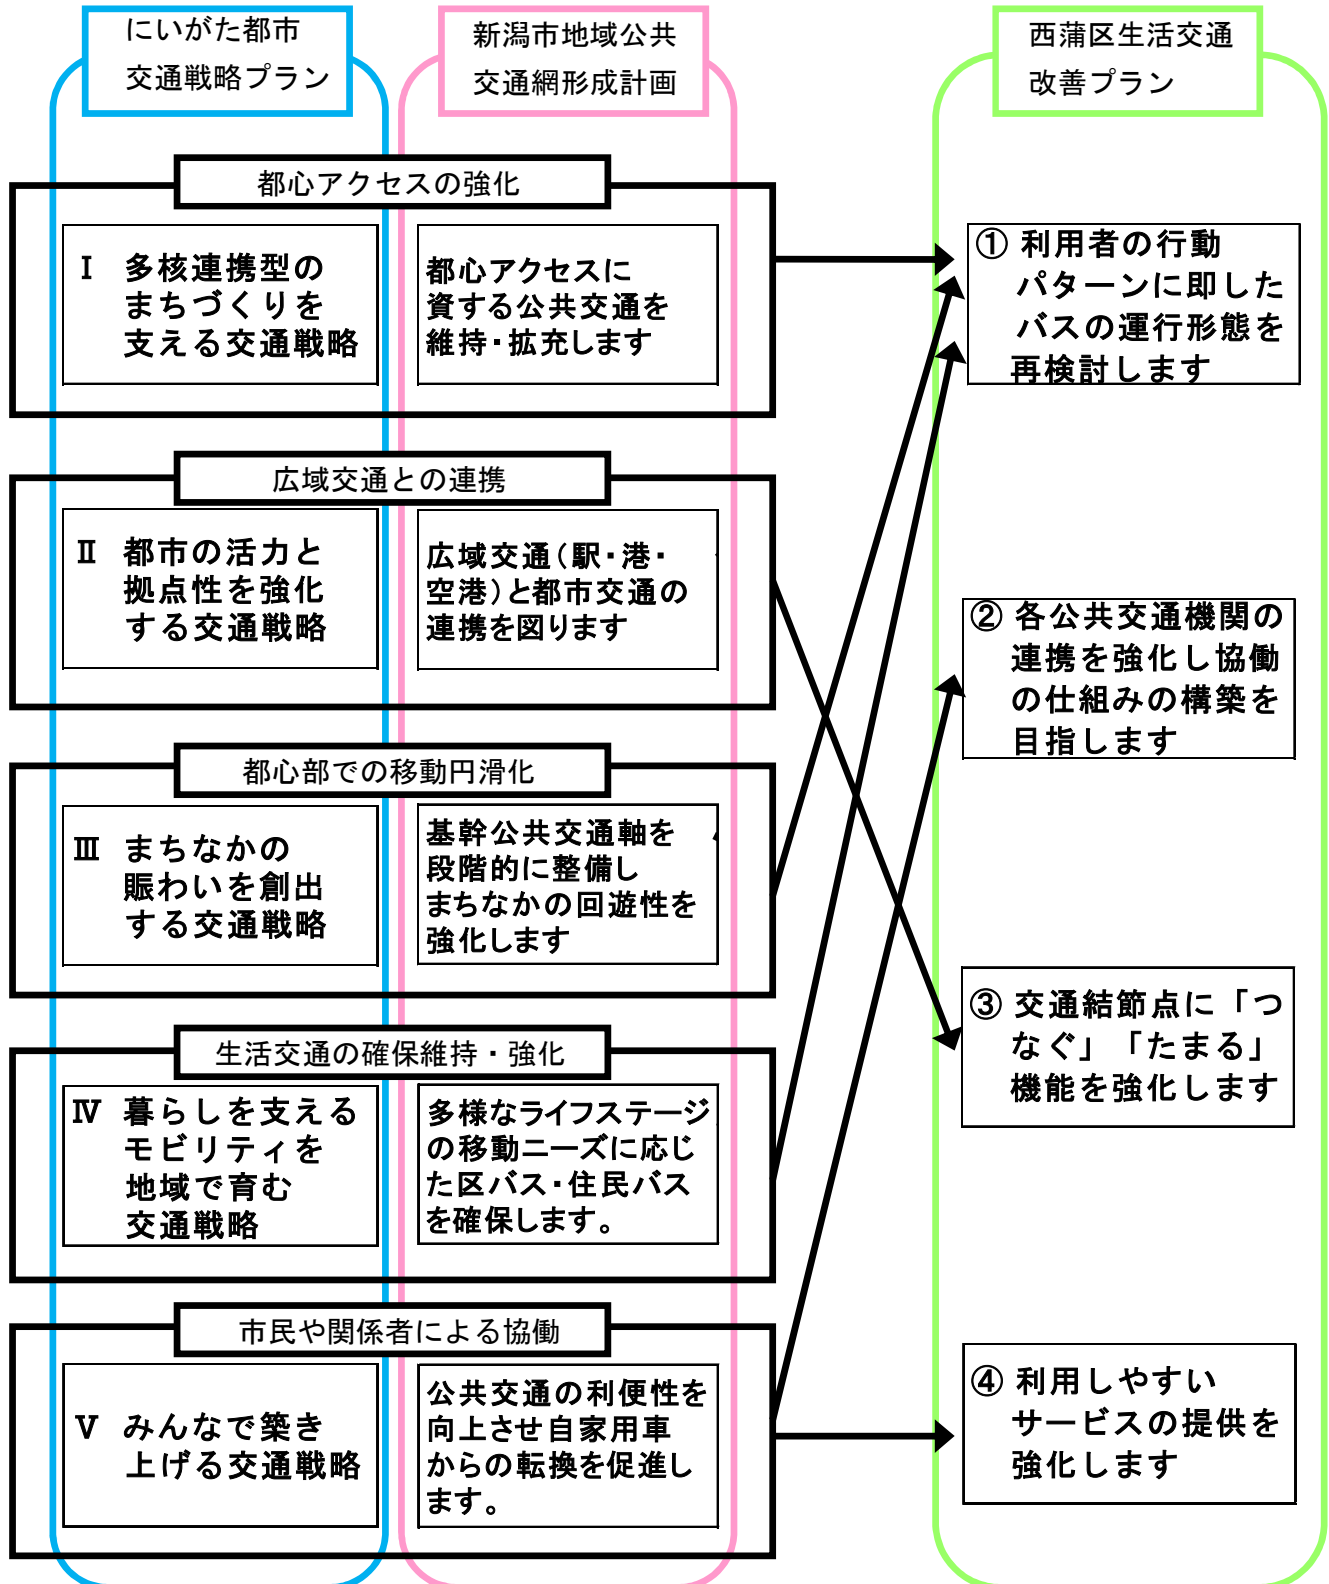 にいがた都市
交通戦略プラン
新潟市地域公共
交通網形成計画
西蒲区生活交通
改善プラン
都心アクセスの強化
Ⅰ 多核連携型の
まちづくりを
支える交通戦略
都心アクセスに
資する公共交通を
維持・拡充します
① 利用者の行動
パターンに即した
バスの運行形態を
再検討します
広域交通との連携
Ⅱ 都市の活力と
拠点性を強化
する交通戦略
広域交通(駅・港・
空港)と都市交通の
連携を図ります
② 各公共交通機関の
連携を強化し協働
の仕組みの構築を
目指します
都心部での移動円滑化
Ⅲ まちなかの
賑わいを創出
する交通戦略
基幹公共交通軸を
段階的に整備し
まちなかの回遊性を
強化します
③ 交通結節点に「つ
なぐ」「たまる」
機能を強化します
生活交通の確保維持・強化
Ⅳ 暮らしを支える
モビリティを
地域で育む
交通戦略
多様なライフステージ
の移動ニーズに応じ
た区バス・住民バス
を確保します。
市民や関係者による協働
Ⅴ みんなで築き
上げる交通戦略
公共交通の利便性を
向上させ自家用車
からの転換を促進し
ます。
④ 利用しやすい
サービスの提供を
強化します